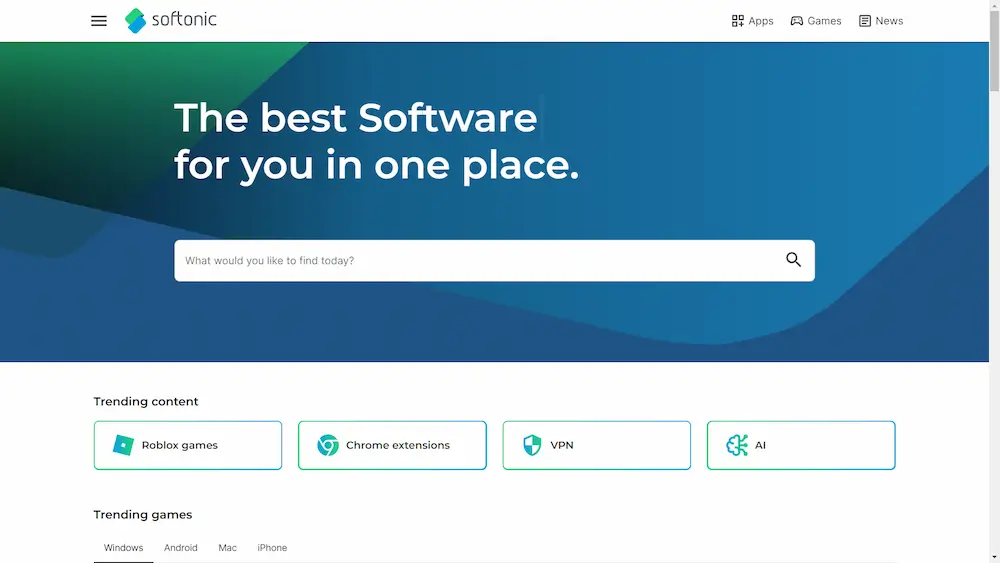 softonic
Apps
Games
News
The best Software
for you in one place.
What would you like to find today?
Trending content
Roblox games
Chrome extensions
VPN
AI
Trending games
Windows
Android
Mac
iPhone